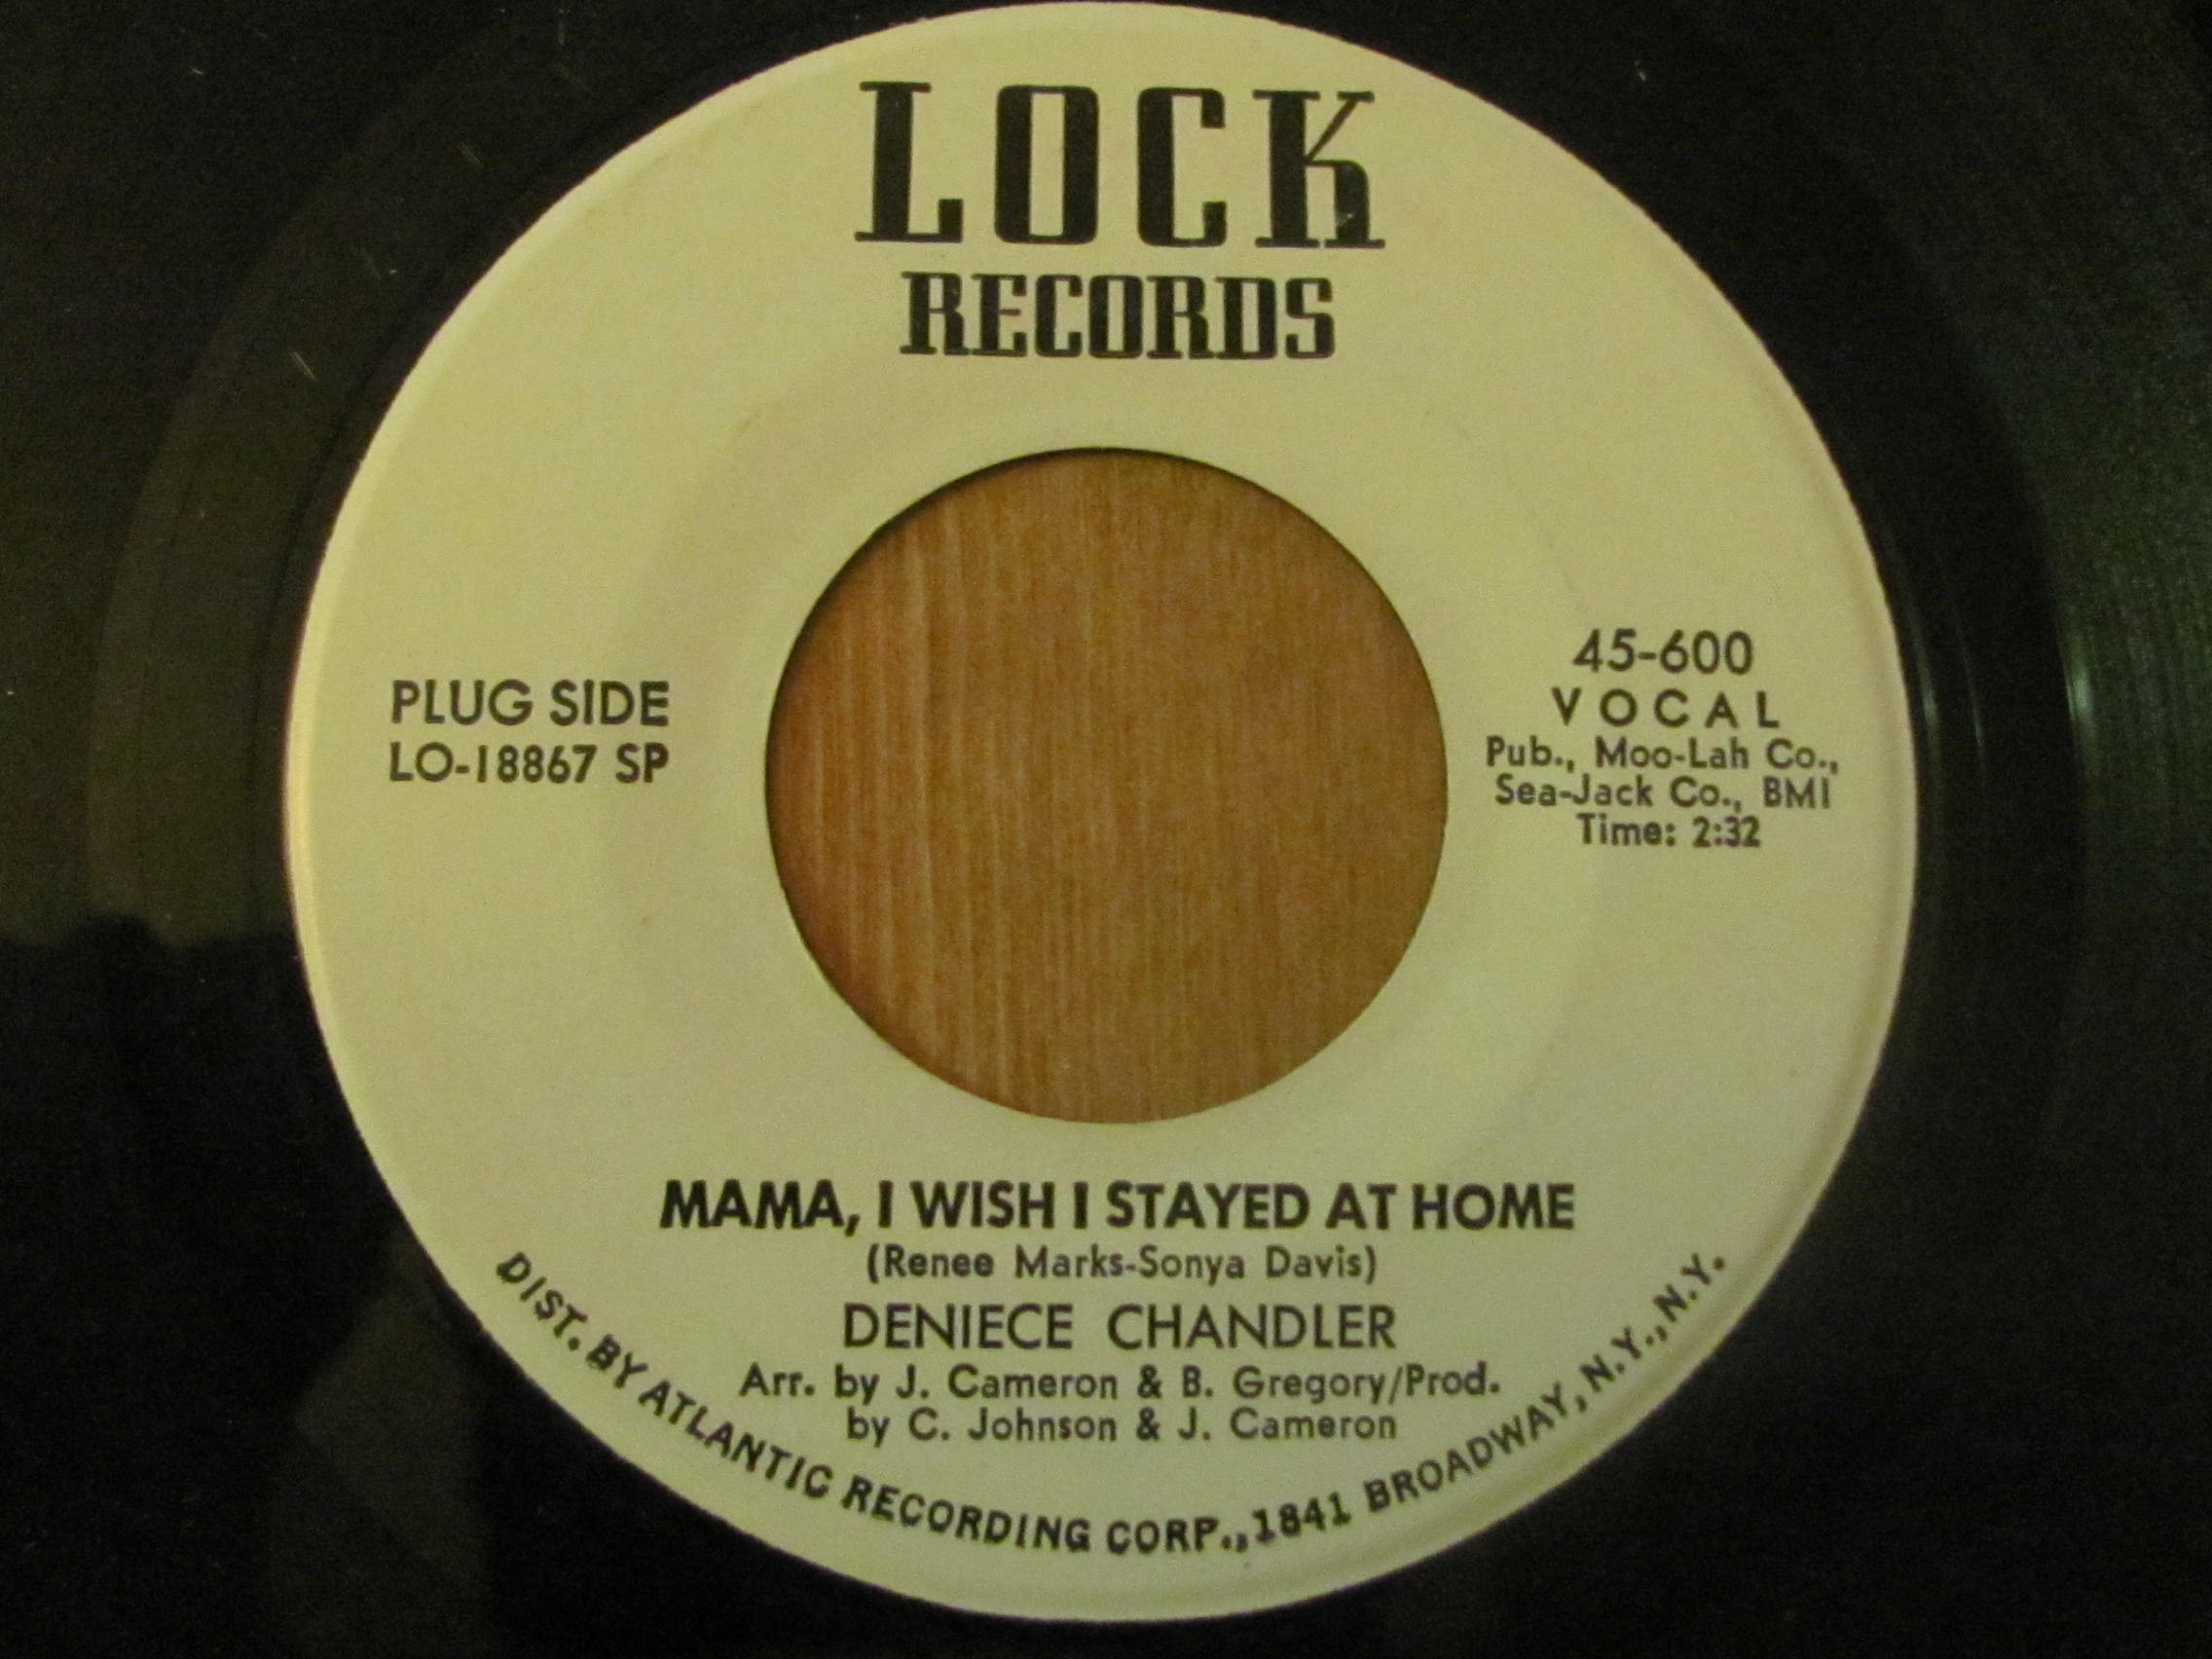 LOCK
RECORDS
PLUG SIDE
LO-18867 SP
45-600
VOCAL
Pub., Moo-Lah Co.,
Sea-Jack Co., BMI
Time: 2:32
MAMA, I WISH I STAYED AT HOME
(Renee Marks-Sonya Davis)
DENIECE CHANDLER
Arr. by J. Cameron & B. Gregory/Prod.
by C. Johnson & J. Cameron
DIST. BY ATLANTIC RECORDING CORP., 1841 BROADWAY, N.Y., N.Y.